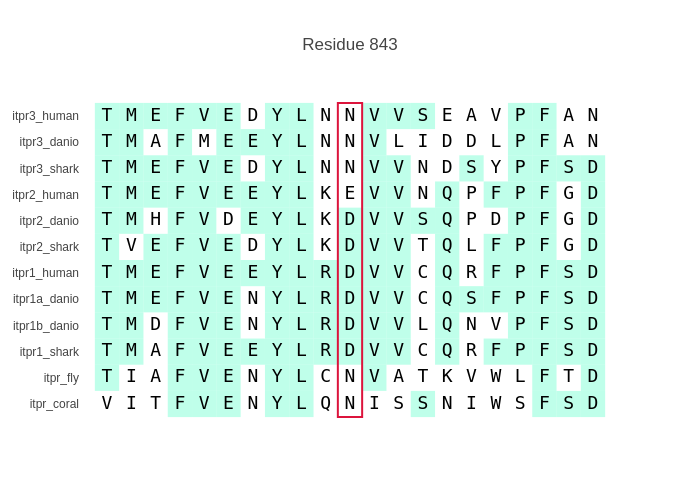 Residue 843
itpr3_human T M E F V E D Y L N N V V S E A V P F A N
itpr3_danio T M A F M E E Y L N N V L I D D L P F A N
itpr3_shark T M E F V E D Y L N N V V N D S Y P F S D
itpr2_human T M E F V E E Y L K E V V N Q P F P F G D
itpr2_danio T M H F V D E Y L K D V V S Q P D P F G D
itpr2_shark T V E F V E D Y L K D V V T Q L F P F G D
itpr1_human T M E F V E E Y L R D V V C Q R F P F S D
itpr1a_danio T M E F V E N Y L R D V V C Q S F P F S D
itpr1b_danio T M D F V E N Y L R D V V L Q N V P F S D
itpr1_shark T M A F V E E Y L R D V V C Q R F P F S D
itpr_fly T I A F V E N Y L C N V A T K V W L F T D
itpr_coral V I T F V E N Y L Q N I S S N I W S F S D